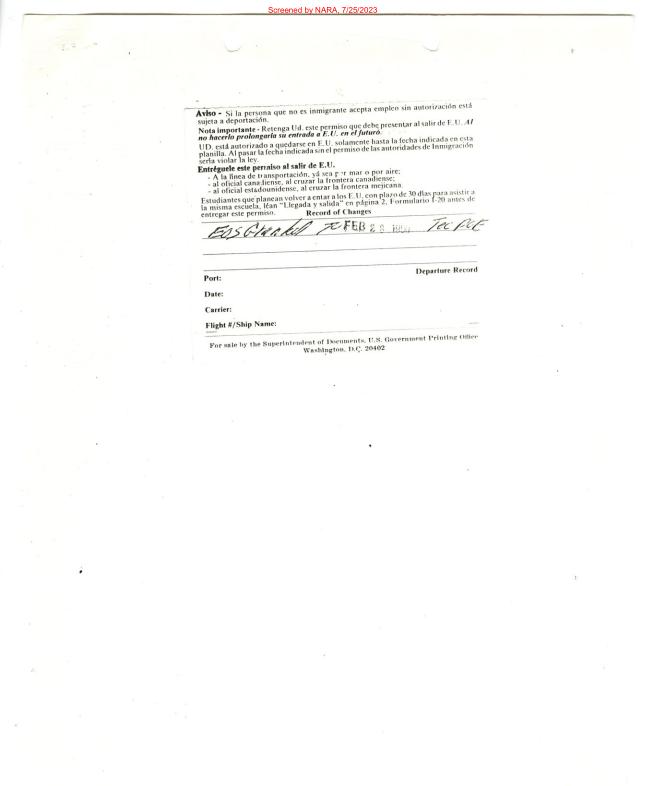 Screened by NARA, 7/25/2023
Aviso - Si la persona que no es inmigrante acepta empleo sin autorización está
sujeta a deportación.
Nota importante - Retenga Ud. este permiso que debe presentar al salir de E.U. Al
no hacerlo prolongaría su entrada a E.U. en el futuro.
UD. está autorizado a quedarse en E.U. solamente hasta la fecha indicada en esta
planilla. Al pasar la fecha indicada sin el permiso de las autoridades de Inmigración
sería violar la ley.
Entréguele este permiso al salir de E.U.
- A la línea de transportación, yá sea por mar o por aire;
- al oficial canadiense, al cruzar la frontera canadiense;
- al oficial estadounidense, al cruzar la frontera mejicana.
Estudiantes que planean volver a entar a los E.U. con plazo de 30 días para asistir a
la misma escuela, léan "Llegada y salida" en página 2, Formulario I-20 antes de
entregar este permiso.
Record of Changes
EOS Granted To FEB 28
Departure Record
Port:
Date:
Carrier:
Flight #/Ship Name:
For sale by the Superintendent of Documents, U.S. Government Printing Office
Washington, D.C. 20402